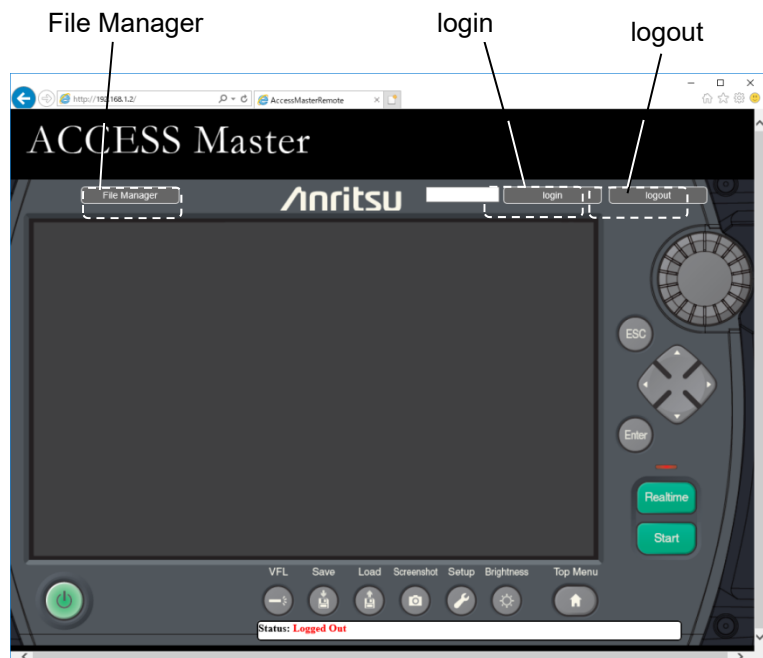 File Manager
login
logout
http://192.168.1.2/
AccessMasterRemote
ACCESS Master
File Manager
Anritsu
login
logout
ESC
Enter
Realtime
Start
VFL Save Load Screenshot Setup Brightness Top Menu
Status: Logged Out